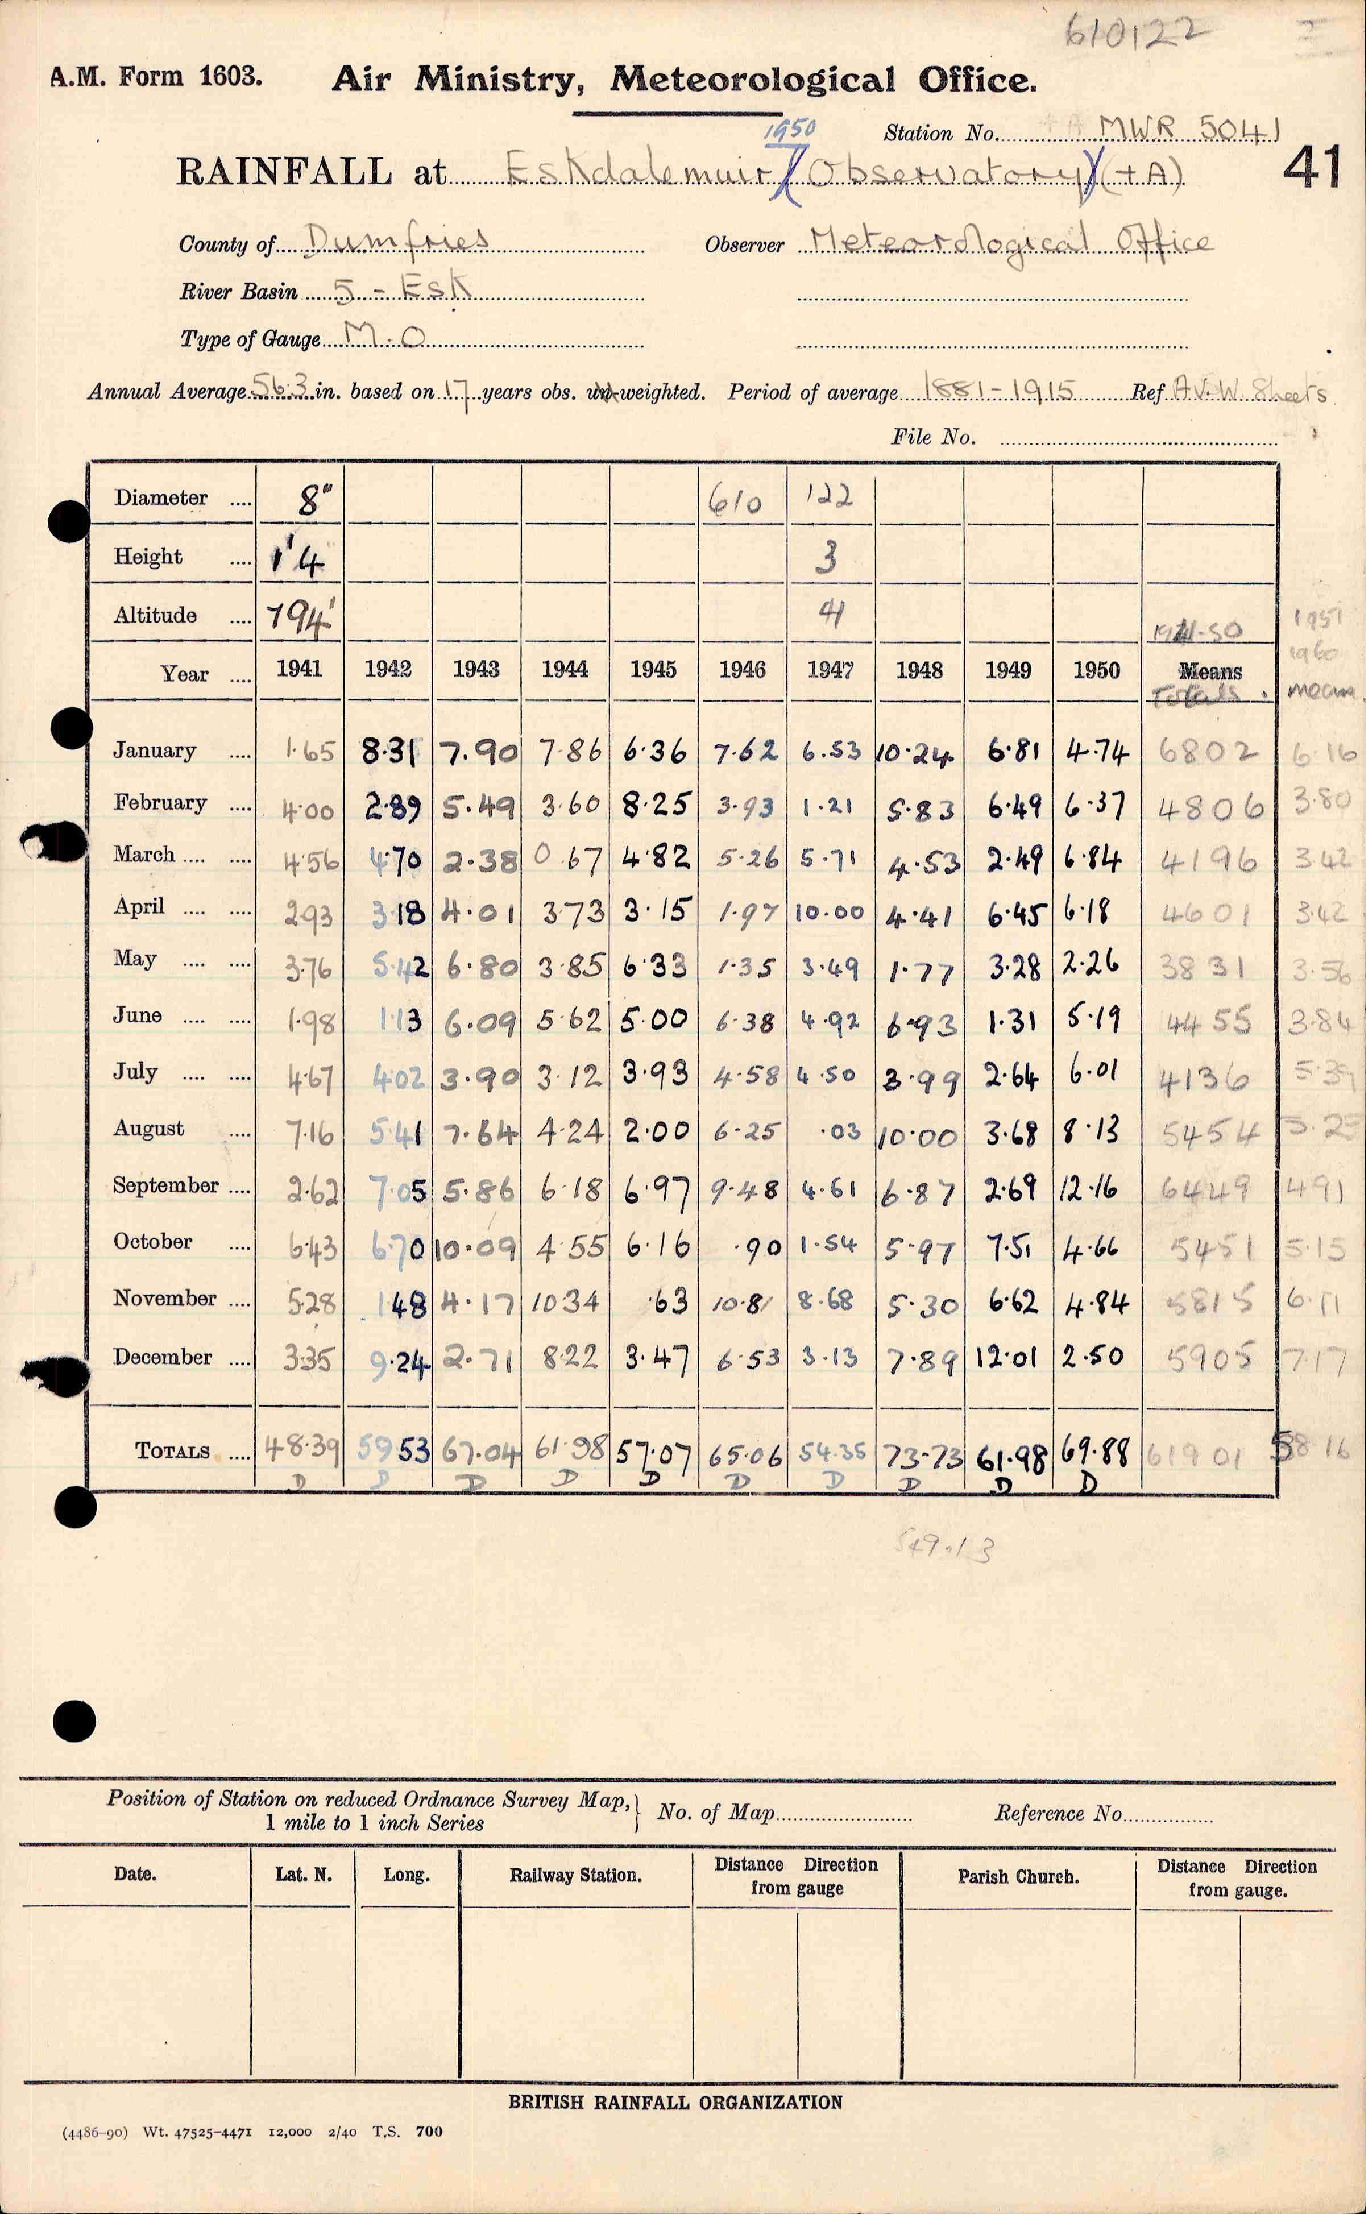 610122
A.M. Form 1603. Air Ministry, Meteorological Office.
Station No. MWR 5041
1950
RAINFALL at Eskdalemuir (Observatory) (+A) 41
County of Dumfries Observer Meteorological Office
River Basin 5 - Esk
Type of Gauge M.O
Annual Average 56.3 in. based on 17 years obs. un-weighted. Period of average 1881-1915 Ref Av. W. Sheets
File No.
Diameter .... 8" 610 122
Height .... 1'4 3
Altitude .... 794' 41
1941-50 1951
1960
Year .... 1941 1942 1943 1944 1945 1946 1947 1948 1949 1950 Means mean
Totals
January .... 1.65 8.31 7.90 7.86 6.36 7.62 6.53 10.24 6.81 4.74 6802 6.16
February .... 4.00 2.89 5.49 3.60 8.25 3.93 1.21 5.83 6.49 6.37 4806 3.80
March .... .... 4.56 4.70 2.38 0.67 4.82 5.26 5.71 4.53 2.49 6.84 4196 3.42
April .... .... 2.93 3.18 4.01 3.73 3.15 1.97 10.00 4.41 6.45 6.18 4601 3.42
May .... .... 3.76 5.42 6.80 3.85 6.33 1.35 3.49 1.77 3.28 2.26 3831 3.56
June .... .... 1.98 1.13 6.09 5.62 5.00 6.38 4.92 6.93 1.31 5.19 4455 3.84
July .... .... 4.67 4.02 3.90 3.12 3.93 4.58 4.50 3.99 2.64 6.01 4136 5.39
August .... 7.16 5.41 7.64 4.24 2.00 6.25 .03 10.00 3.68 8.13 5454 5.25
September .... 2.62 7.05 5.86 6.18 6.97 9.48 4.61 6.87 2.69 12.16 6449 4.91
October .... 6.43 6.70 10.09 4.55 6.16 .90 1.54 5.97 7.51 4.66 5451 5.15
November .... 5.28 1.48 4.17 10.34 .63 10.81 8.68 5.30 6.62 4.84 5815 6.11
December .... 3.35 9.24 2.71 8.22 3.47 6.53 3.13 7.89 12.01 2.50 5905 7.17
Totals .... 48.39 59.53 67.04 61.98 57.07 65.06 54.35 73.73 61.98 69.88 61901 58.16
D D D D D D D D D D
549.13
Position of Station on reduced Ordnance Survey Map, 1 mile to 1 inch Series } No. of Map Reference No.
Date. Lat. N. Long. Railway Station. Distance Direction from gauge Parish Church. Distance Direction from gauge.
BRITISH RAINFALL ORGANIZATION
(4486-90) Wt. 47525-4471 12,000 2/40 T.S. 700